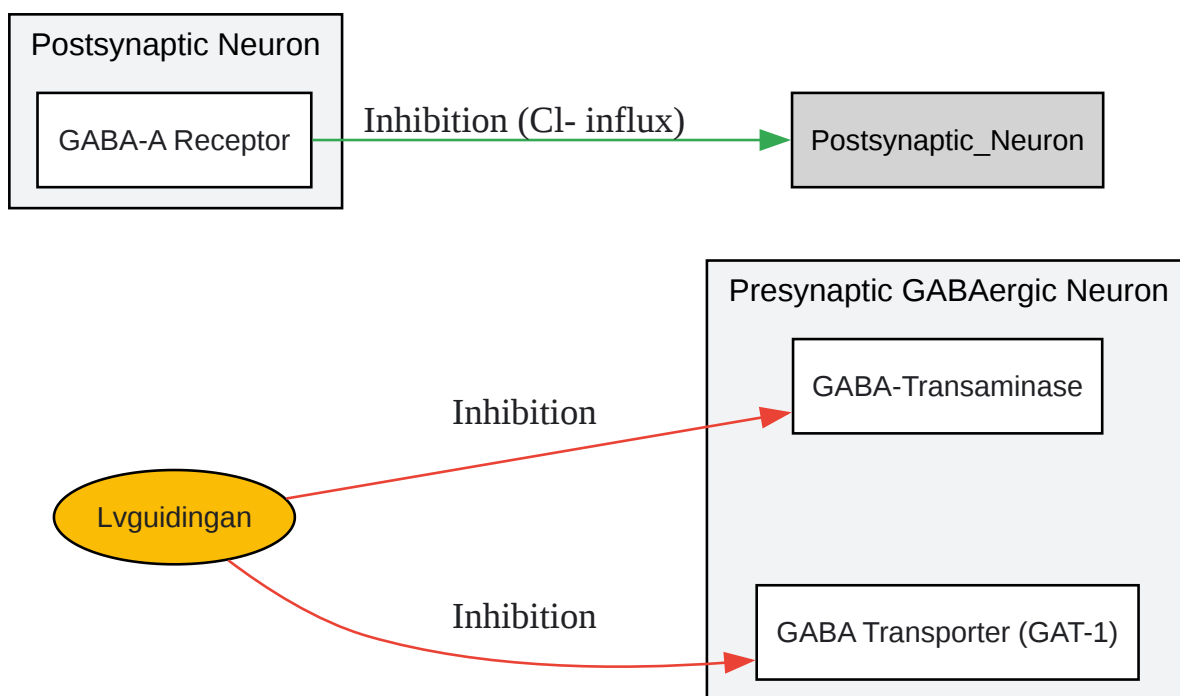 Postsynaptic Neuron
GABA-A Receptor
Inhibition (Cl- influx)
Postsynaptic_Neuron
Presynaptic GABAergic Neuron
GABA-Transaminase
Inhibition
Lvguidingan
Inhibition
GABA Transporter (GAT-1)